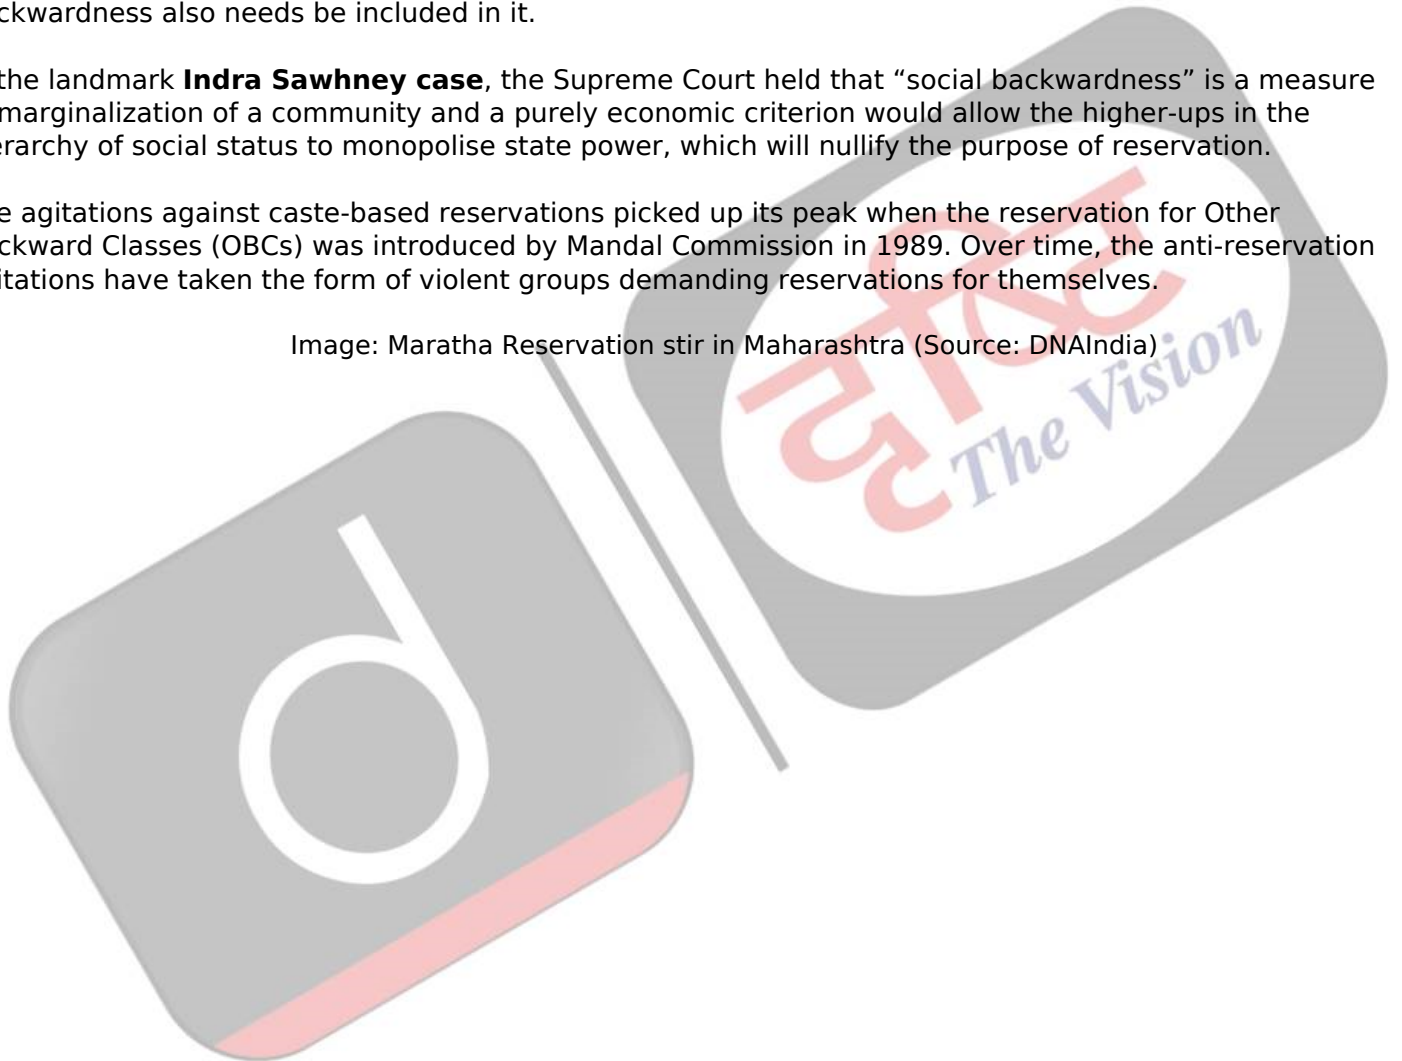 ckwardness also needs be included in it.
the landmark Indra Sawhney case, the Supreme Court held that “social backwardness” is a measure
marginalization of a community and a purely economic criterion would allow the higher-ups in the
erarchy of social status to monopolise state power, which will nullify the purpose of reservation.
e agitations against caste-based reservations picked up its peak when the reservation for Other
ckward Classes (OBCs) was introduced by Mandal Commission in 1989. Over time, the anti-reservation
itations have taken the form of violent groups demanding reservations for themselves.
Image: Maratha Reservation stir in Maharashtra (Source: DNAIndia)
दृष्टि
The Vision
d